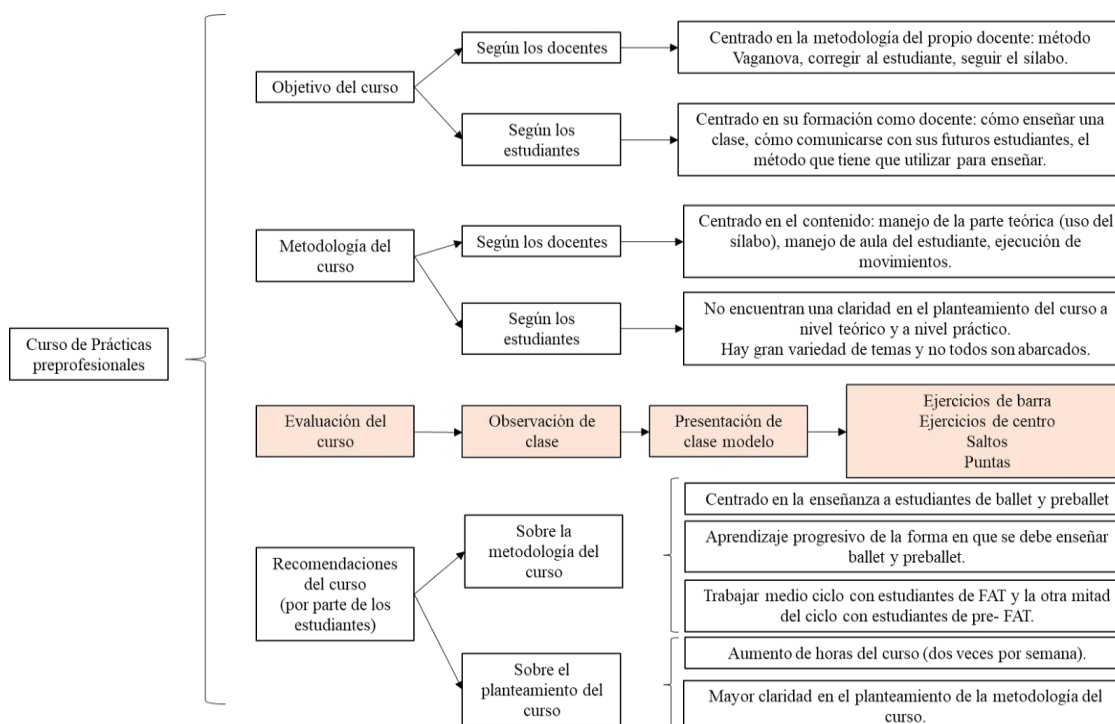 Curso de Prácticas
preprofesionales
Objetivo del curso
Según los docentes
Centrado en la metodología del propio docente: método
Vaganova, corregir al estudiante, seguir el sílabo.
Según los
estudiantes
Centrado en su formación como docente: cómo enseñar una
clase, cómo comunicarse con sus futuros estudiantes, el
método que tiene que utilizar para enseñar.
Metodología del
curso
Según los docentes
Centrado en el contenido: manejo de la parte teórica (uso del
sílabo), manejo de aula del estudiante, ejecución de
movimientos.
Según los
estudiantes
No encuentran una claridad en el planteamiento del curso a
nivel teórico y a nivel práctico.
Hay gran variedad de temas y no todos son abarcados.
Evaluación del
curso
Observación de
clase
Presentación de
clase modelo
Ejercicios de barra
Ejercicios de centro
Saltos
Puntas
Recomendaciones
del curso
(por parte de los
estudiantes)
Sobre la
metodología del
curso
Centrado en la enseñanza a estudiantes de ballet y preballet
Aprendizaje progresivo de la forma en que se debe enseñar
ballet y preballet.
Trabajar medio ciclo con estudiantes de FAT y la otra mitad
del ciclo con estudiantes de pre- FAT.
Sobre el
planteamiento del
curso
Aumento de horas del curso (dos veces por semana).
Mayor claridad en el planteamiento de la metodología del
curso.